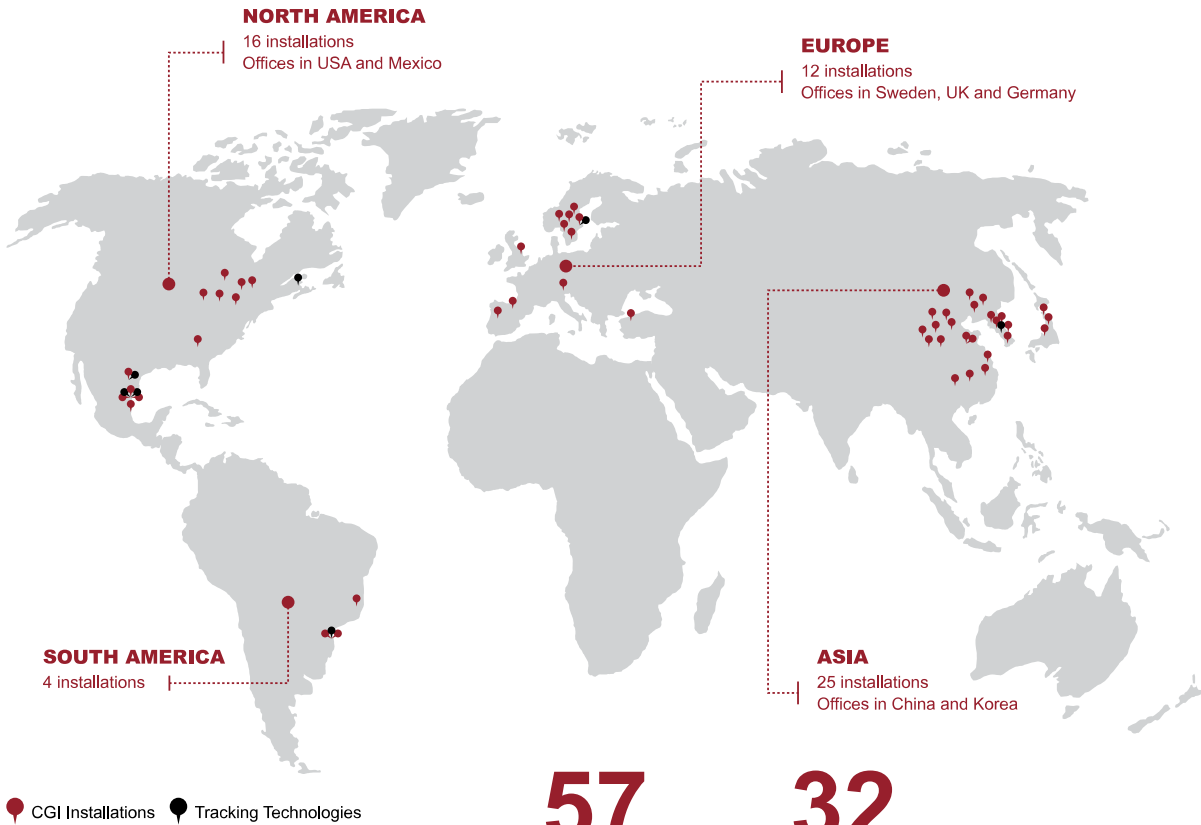 NORTH AMERICA
16 installations
Offices in USA and Mexico
EUROPE
12 installations
Offices in Sweden, UK and Germany
SOUTH AMERICA
4 installations
ASIA
25 installations
Offices in China and Korea
57
32
CGI Installations
Tracking Technologies